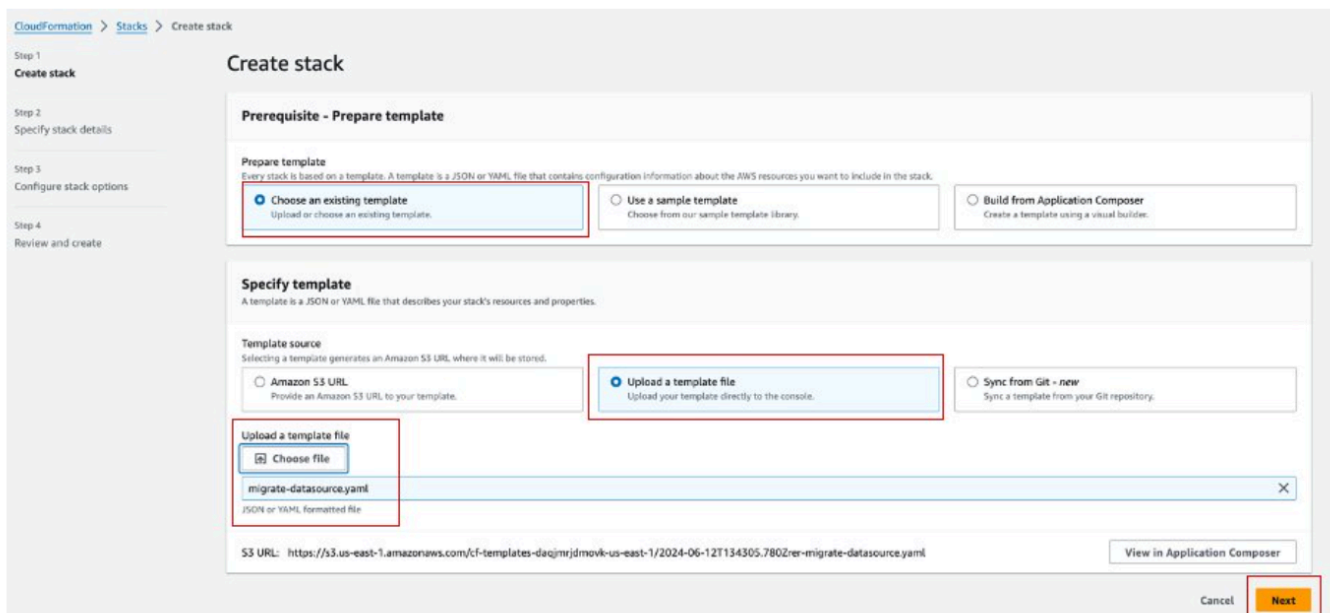 CloudFormation > Stacks > Create stack
Step 1
Create stack
Step 2
Specify stack details
Step 3
Configure stack options
Step 4
Review and create
Create stack
Prerequisite - Prepare template
Prepare template
Every stack is based on a template. A template is a JSON or YAML file that contains configuration information about the AWS resources you want to include in the stack.
Choose an existing template
Upload or choose an existing template.
Use a sample template
Choose from our sample template library.
Build from Application Composer
Create a template using a visual builder.
Specify template
A template is a JSON or YAML file that describes your stack's resources and properties.
Template source
Selecting a template generates an Amazon S3 URL where it will be stored.
Amazon S3 URL
Provide an Amazon S3 URL to your template.
Upload a template file
Upload your template directly to the console.
Sync from Git - new
Sync a template from your Git repository.
Upload a template file
Choose file
migrate-datasource.yaml
JSON or YAML formatted file
S3 URL: https://s3.us-east-1.amazonaws.com/cf-templates-daqjmrjdmovk-us-east-1/2024-06-12T134305.780Zrer-migrate-datasource.yaml
View in Application Composer
Cancel
Next